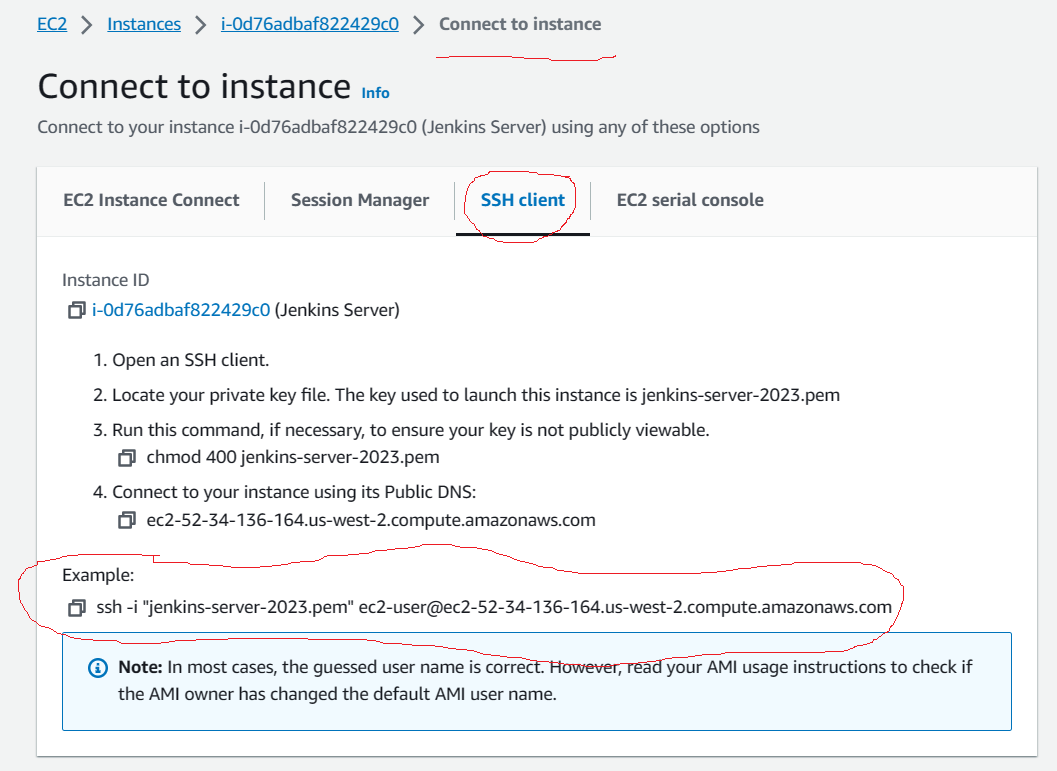 EC2 > Instances > i-0d76adbaf822429c0 > Connect to instance
Connect to instance Info
Connect to your instance i-0d76adbaf822429c0 (Jenkins Server) using any of these options
EC2 Instance Connect Session Manager SSH client EC2 serial console
Instance ID
i-0d76adbaf822429c0 (Jenkins Server)
1. Open an SSH client.
2. Locate your private key file. The key used to launch this instance is jenkins-server-2023.pem
3. Run this command, if necessary, to ensure your key is not publicly viewable.
chmod 400 jenkins-server-2023.pem
4. Connect to your instance using its Public DNS:
ec2-52-34-136-164.us-west-2.compute.amazonaws.com
Example:
ssh -i "jenkins-server-2023.pem" ec2-user@ec2-52-34-136-164.us-west-2.compute.amazonaws.com
Note: In most cases, the guessed user name is correct. However, read your AMI usage instructions to check if
the AMI owner has changed the default AMI user name.